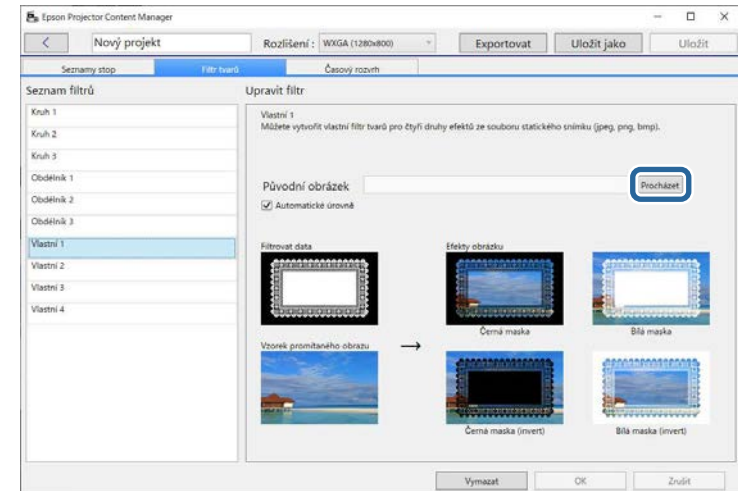 Epson Projector Content Manager
Nový projekt
Rozlišení : WXGA (1280x800)
Exportovat
Uložit jako
Uložit
Seznamy stop
Filtr tvarů
Časový rozvrh
Seznam filtrů
Kruh 1
Kruh 2
Kruh 3
Obdélník 1
Obdélník 2
Obdélník 3
Vlastní 1
Vlastní 2
Vlastní 3
Vlastní 4
Upravit filtr
Vlastní 1
Můžete vytvořit vlastní filtr tvarů pro čtyři druhy efektů ze souboru statického snímku (jpeg, png, bmp).
Původní obrázek
Procházet
Automatické úrovně
Filtrovat data
Efekty obrázku
Černá maska
Bílá maska
Vzorek promítaného obrazu
→
Černá maska (invert)
Bílá maska (invert)
Vymazat
OK
Zrušit